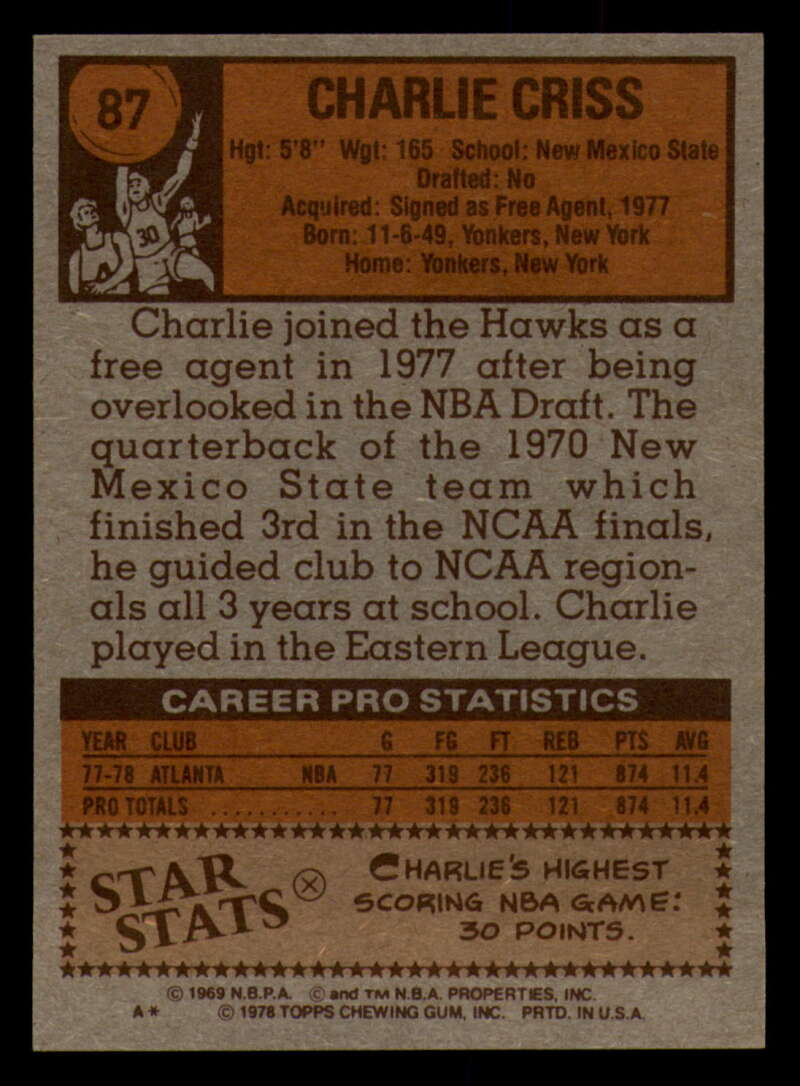 87
30
CHARLIE CRISS
Hgt: 5'8" Wgt: 165 School: New Mexico State
Drafted: No
Acquired: Signed as Free Agent, 1977
Born: 11-6-49, Yonkers, New York
Home: Yonkers, New York
Charlie joined the Hawks as a
free agent in 1977 after being
overlooked in the NBA Draft. The
quarterback of the 1970 New
Mexico State team which
finished 3rd in the NCAA finals,
he guided club to NCAA region-
als all 3 years at school. Charlie
played in the Eastern League.
CAREER PRO STATISTICS
YEAR CLUB G FG FT REB PTS AVG
77-78 ATLANTA NBA 77 319 236 121 874 11.4
PRO TOTALS ........... 77 319 236 121 874 11.4
STAR
STATS
CHARLIE'S HIGHEST
SCORING NBA GAME:
30 POINTS.
© 1969 N.B.P.A. © and TM N.B.A. PROPERTIES, INC.
A* © 1978 TOPPS CHEWING GUM, INC. PRTD. IN U.S.A.